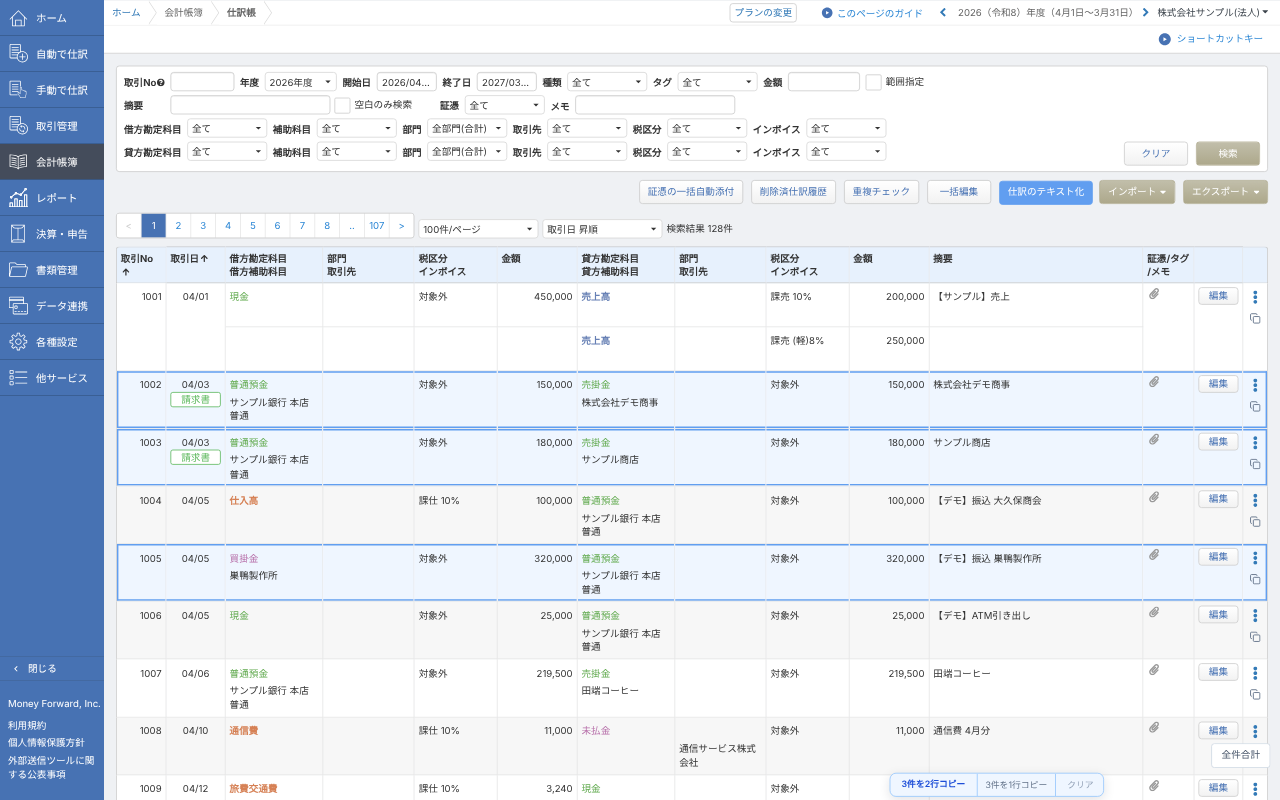 ホーム
自動で仕訳
手動で仕訳
取引管理
会計帳簿
レポート
決算・申告
書類管理
データ連携
各種設定
他サービス
‹ 閉じる
Money Forward, Inc.
利用規約
個人情報保護方針
外部送信ツールに関
する公表事項
ホーム 会計帳簿 仕訳帳 プランの変更 このページのガイド 2026（令和8）年度（4月1日〜3月31日） 株式会社サンプル(法人)
ショートカットキー
取引No 年度 2026年度 開始日 2026/04... 終了日 2027/03... 種類 全て タグ 全て 金額 範囲指定
摘要 空白のみ検索 証憑 全て メモ
借方勘定科目 全て 補助科目 全て 部門 全部門(合計) 取引先 全て 税区分 全て インボイス 全て
貸方勘定科目 全て 補助科目 全て 部門 全部門(合計) 取引先 全て 税区分 全て インボイス 全て
クリア 検索
証憑の一括自動添付 削除済仕訳履歴 重複チェック 一括編集 仕訳のテキスト化 インポート エクスポート
< 1 2 3 4 5 6 7 8 .. 107 > 100件/ページ 取引日 昇順 検索結果 128件
取引No 取引日↑ 借方勘定科目 部門 税区分 金額 貸方勘定科目 部門 税区分 金額 摘要 証憑/タグ
↑ 借方補助科目 取引先 インボイス 貸方補助科目 取引先 インボイス /メモ
1001 04/01 現金 対象外 450,000 売上高 課売 10% 200,000 【サンプル】売上 編集
売上高 課売 (軽)8% 250,000
1002 04/03 普通預金 対象外 150,000 売掛金 対象外 150,000 株式会社デモ商事 編集
請求書 サンプル銀行 本店 株式会社デモ商事
普通
1003 04/03 普通預金 対象外 180,000 売掛金 対象外 180,000 サンプル商店 編集
請求書 サンプル銀行 本店 サンプル商店
普通
1004 04/05 仕入高 課仕 10% 100,000 普通預金 対象外 100,000 【デモ】振込 大久保商会 編集
サンプル銀行 本店
普通
1005 04/05 買掛金 対象外 320,000 普通預金 対象外 320,000 【デモ】振込 巣鴨製作所 編集
巣鴨製作所 サンプル銀行 本店
普通
1006 04/05 現金 対象外 25,000 普通預金 対象外 25,000 【デモ】ATM引き出し 編集
サンプル銀行 本店
普通
1007 04/06 普通預金 対象外 219,500 売掛金 対象外 219,500 田端コーヒー 編集
サンプル銀行 本店 田端コーヒー
普通
1008 04/10 通信費 課仕 10% 11,000 未払金 対象外 11,000 通信費 4月分 編集
通信サービス株式
会社
全件合計
1009 04/12 旅費交通費 課仕 10% 3,240 現金 対象外 編集
3件を2行コピー 3件を1行コピー クリア